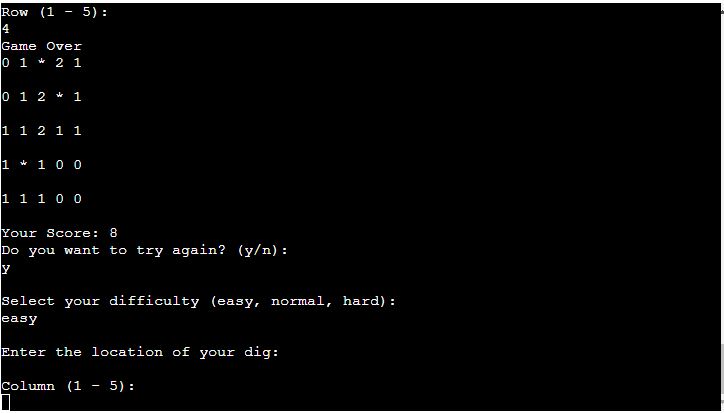 Row (1 - 5):
4
Game Over
0 1 * 2 1
0 1 2 * 1
1 1 2 1 1
1 * 1 0 0
1 1 1 0 0
Your Score: 8
Do you want to try again? (y/n):
y
Select your difficulty (easy, normal, hard):
easy
Enter the location of your dig:
Column (1 - 5):